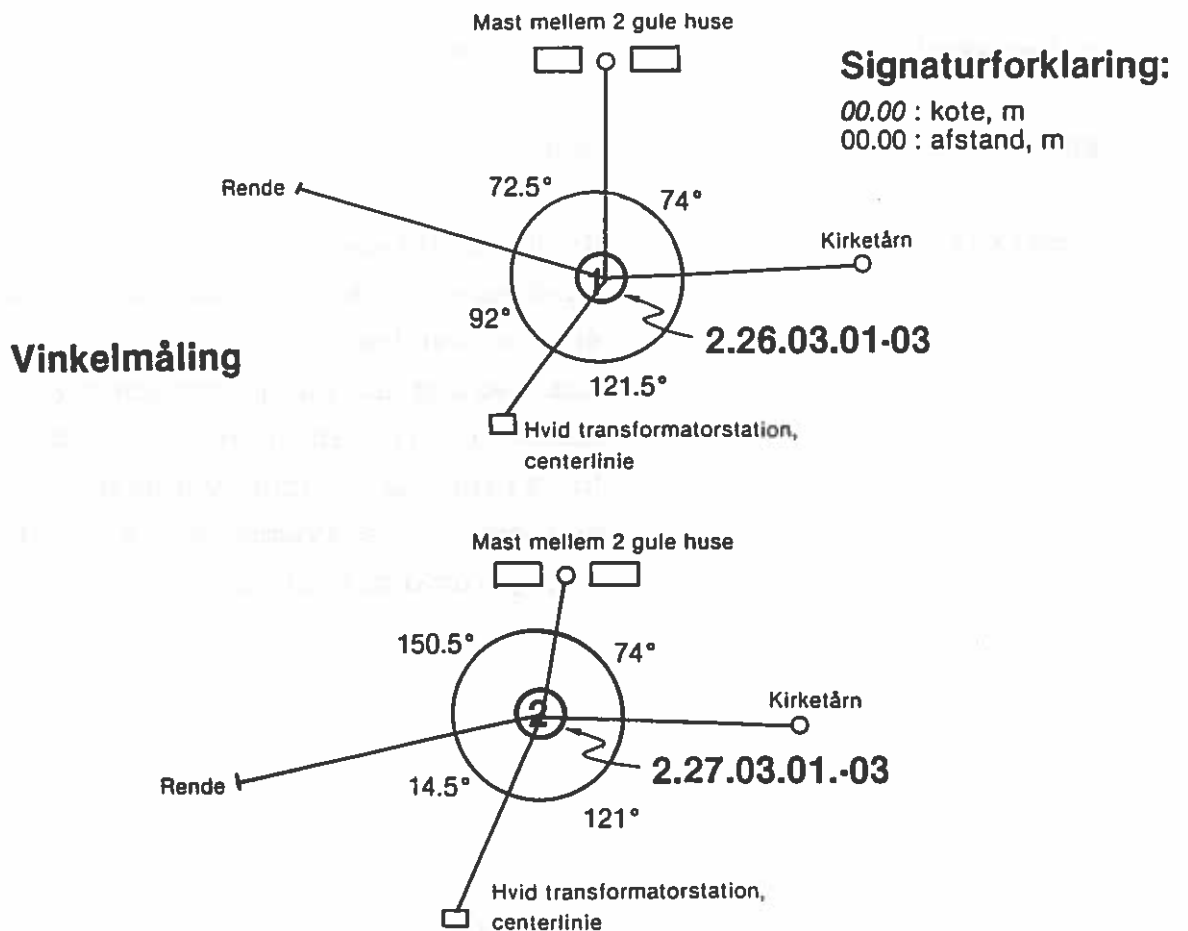 Mast mellem 2 gule huse
Signaturforklaring:
00.00 : kote, m
00.00 : afstand, m
Rende
72.5°
74°
Kirketårn
1
92°
2.26.03.01-03
Vinkelmåling
121.5°
Hvid transformatorstation,
centerlinie
Mast mellem 2 gule huse
150.5°
74°
Kirketårn
2
Rende
14.5°
2.27.03.01.-03
121°
Hvid transformatorstation,
centerlinie